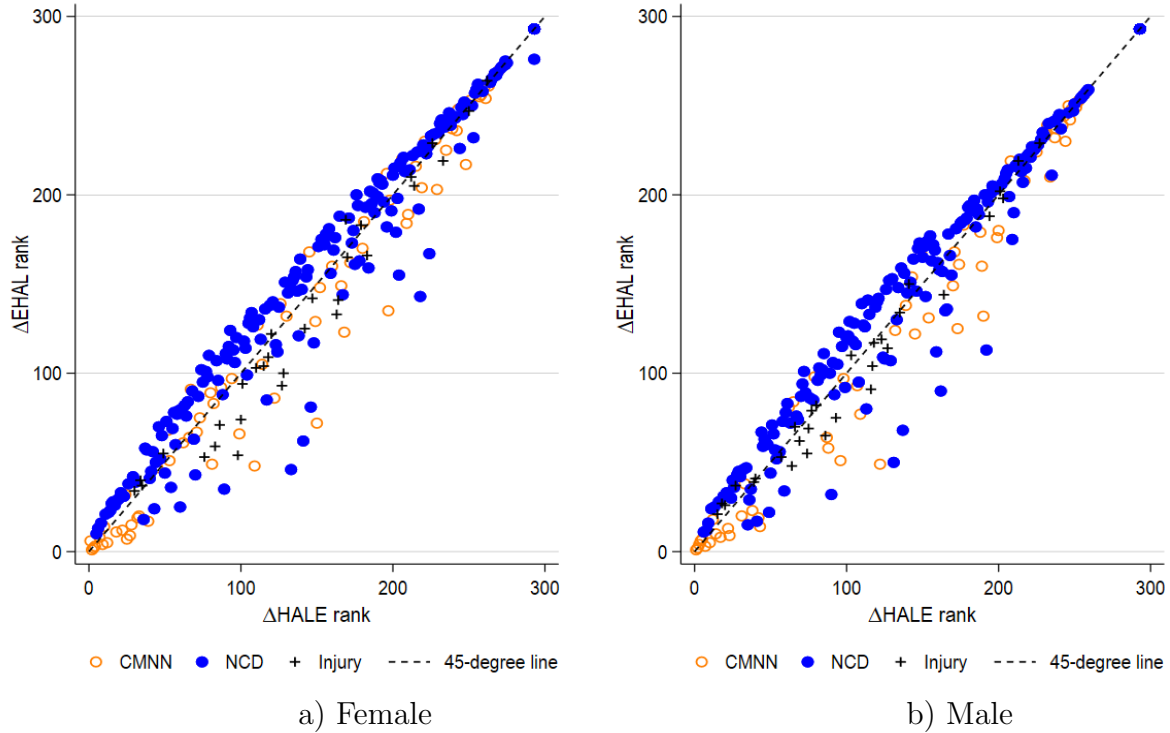 300
200
100
0
ΔEHAL rank
0 100 200 300
ΔHALE rank
CMNN NCD Injury 45-degree line
a) Female
300
200
100
0
ΔEHAL rank
0 100 200 300
ΔHALE rank
CMNN NCD Injury 45-degree line
b) Male